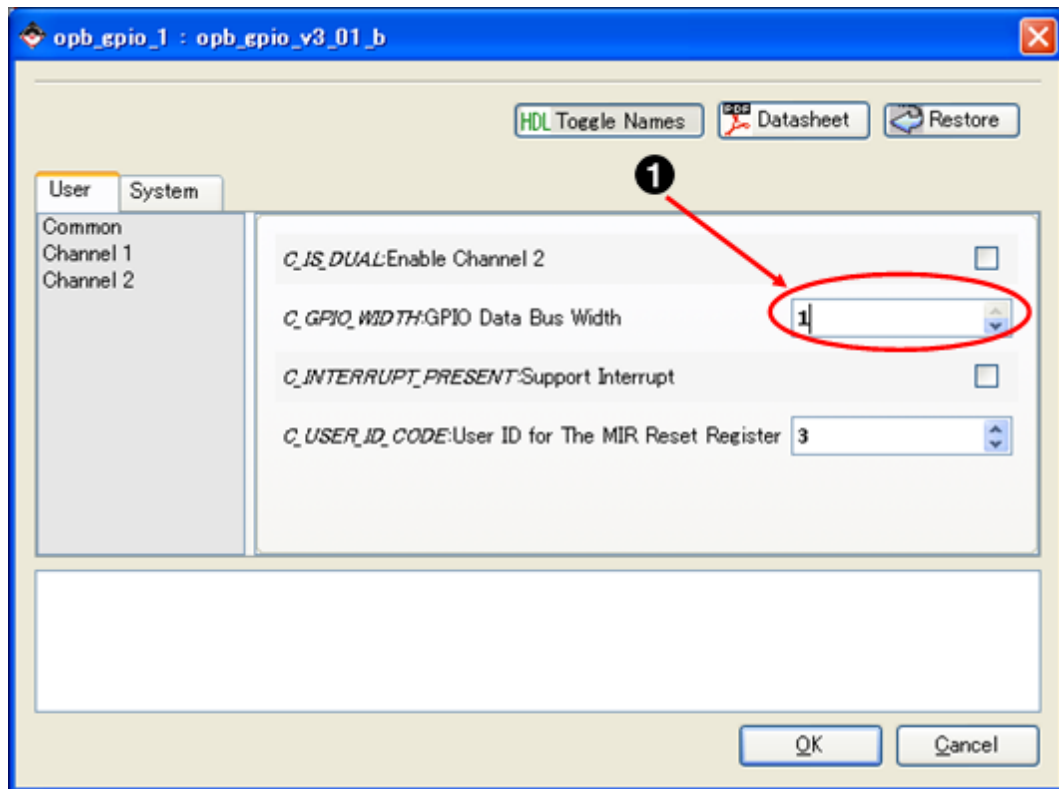 opb_gpio_1 : opb_gpio_v3_01_b
HDL Toggle Names
PDF Datasheet
Restore
1
User
System
Common
Channel 1
Channel 2
C_IS_DUAL:Enable Channel 2
C_GPIO_WIDTH:GPIO Data Bus Width
1
C_INTERRUPT_PRESENT:Support Interrupt
C_USER_ID_CODE:User ID for The MIR Reset Register
3
OK
Cancel